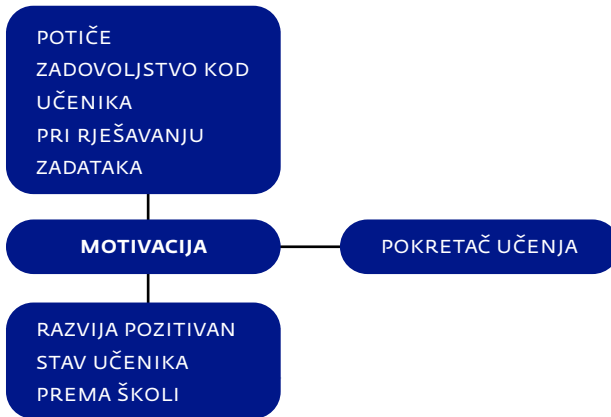 POTIČE
ZADOVOLJSTVO KOD
UČENIKA
PRI RJEŠAVANJU
ZADATAKA
MOTIVACIJA
POKRETAČ UČENJA
RAZVIJA POZITIVAN
STAV UČENIKA
PREMA ŠKOLI